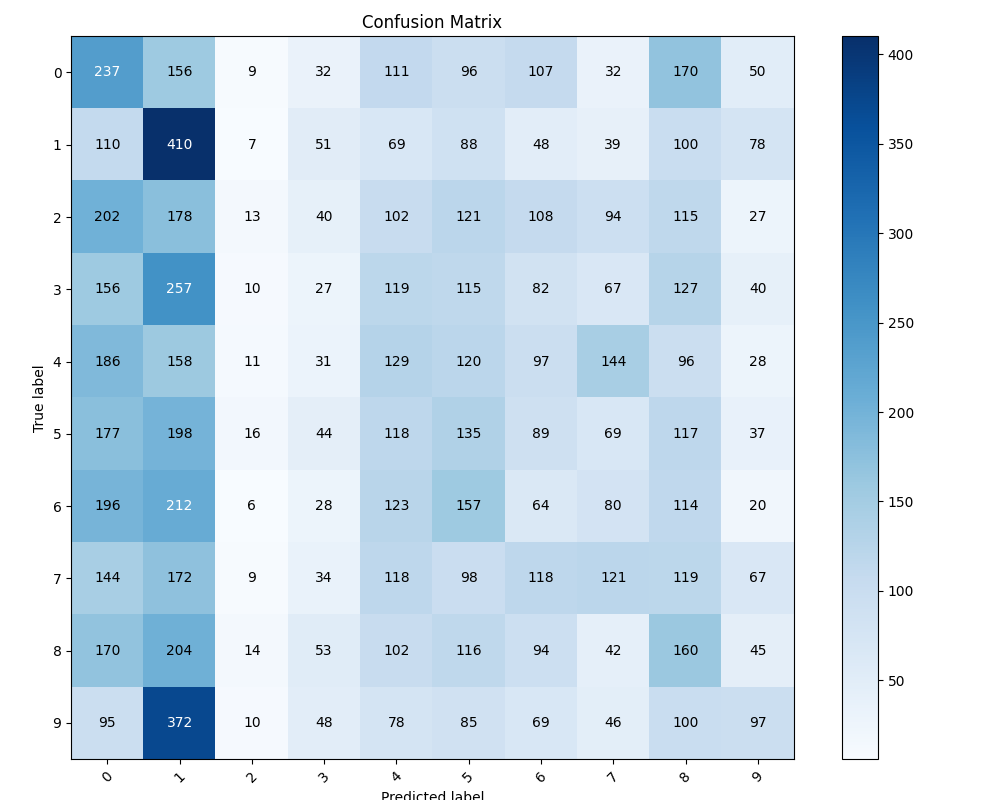 Confusion Matrix
0 237 156 9 32 111 96 107 32 170 50
1 110 410 7 51 69 88 48 39 100 78
2 202 178 13 40 102 121 108 94 115 27
3 156 257 10 27 119 115 82 67 127 40
4 186 158 11 31 129 120 97 144 96 28
5 177 198 16 44 118 135 89 69 117 37
6 196 212 6 28 123 157 64 80 114 20
7 144 172 9 34 118 98 118 121 119 67
8 170 204 14 53 102 116 94 42 160 45
9 95 372 10 48 78 85 69 46 100 97
0 1 2 3 4 5 6 7 8 9
True label
Predicted label
400
350
300
250
200
150
100
50